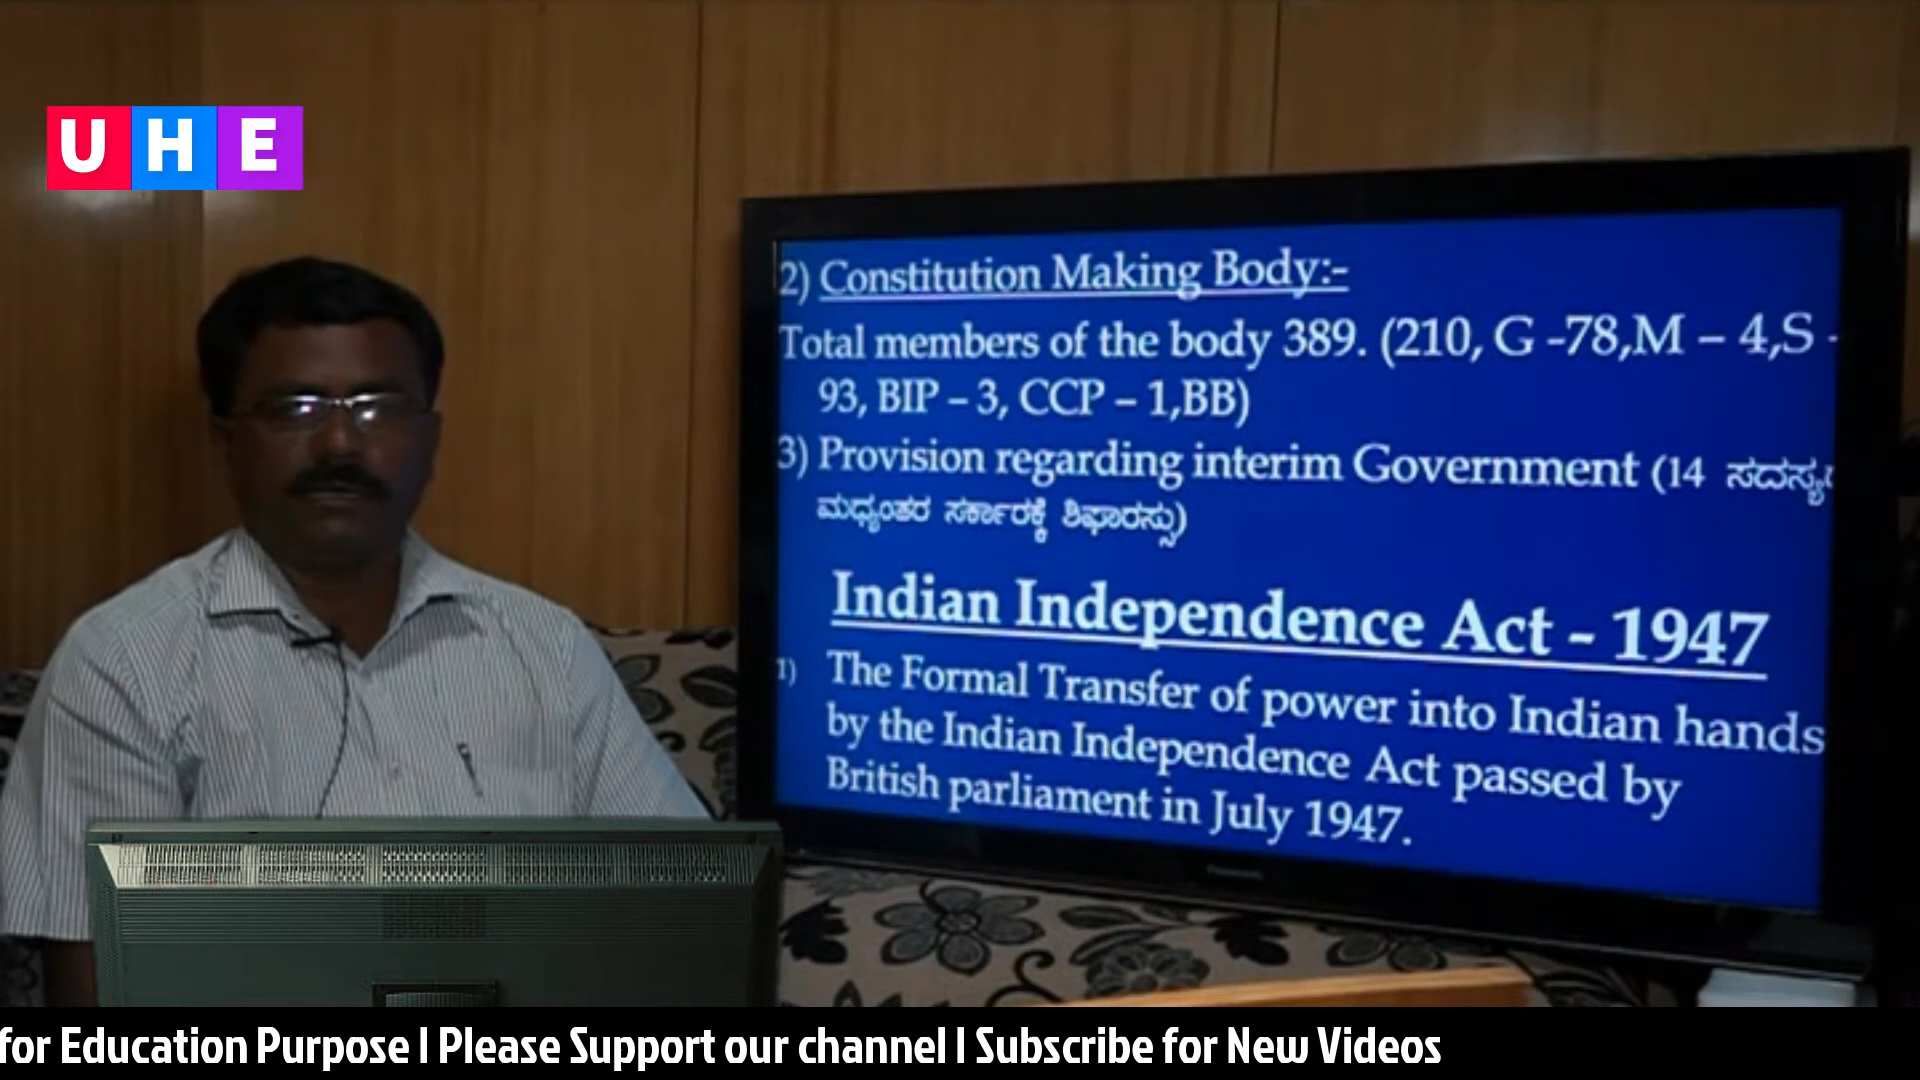 UHE
2) Constitution Making Body:-
Total members of the body 389. (210, G -78,M – 4,S -
93, BIP – 3, CCP – 1,BB)
3) Provision regarding interim Government (14
ಮಧ್ಯಂತರ ಸರ್ಕಾರಕ್ಕೆ ಶಿಫಾರಸ್ಸು)
Indian Independence Act - 1947
1) The Formal Transfer of power into Indian hands
by the Indian Independence Act passed by
British parliament in July 1947.
for Education Purpose | Please Support our channel | Subscribe for New Videos